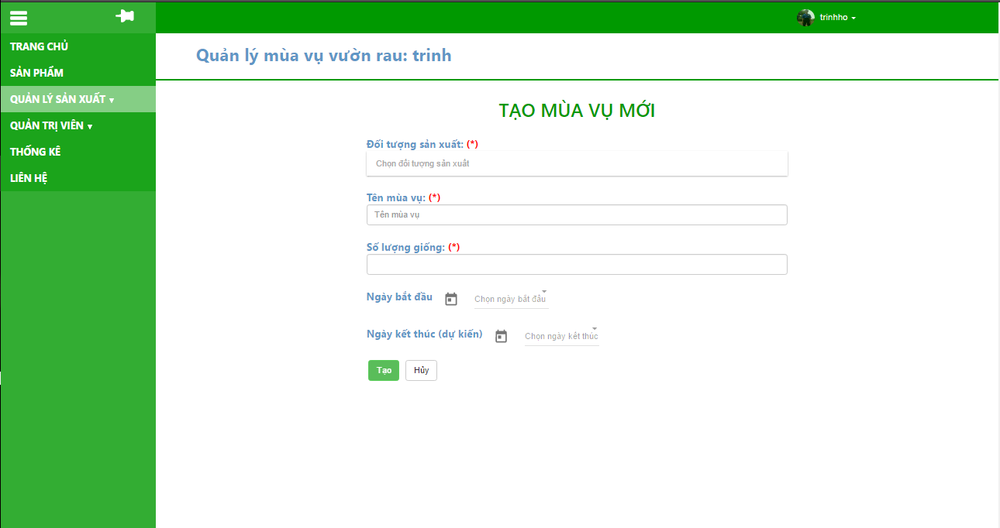 trinhho
TRANG CHỦ
SẢN PHẨM
QUẢN LÝ SẢN XUẤT ▾
QUẢN TRỊ VIÊN ▾
THỐNG KÊ
LIÊN HỆ
Quản lý mùa vụ vườn rau: trinh
TẠO MÙA VỤ MỚI
Đối tượng sản xuất: (*)
Chọn đối tượng sản xuất
Tên mùa vụ: (*)
Tên mùa vụ
Số lượng giống: (*)
Ngày bắt đầu Chọn ngày bắt đầu
Ngày kết thúc (dự kiến) Chọn ngày kết thúc
Tạo Hủy